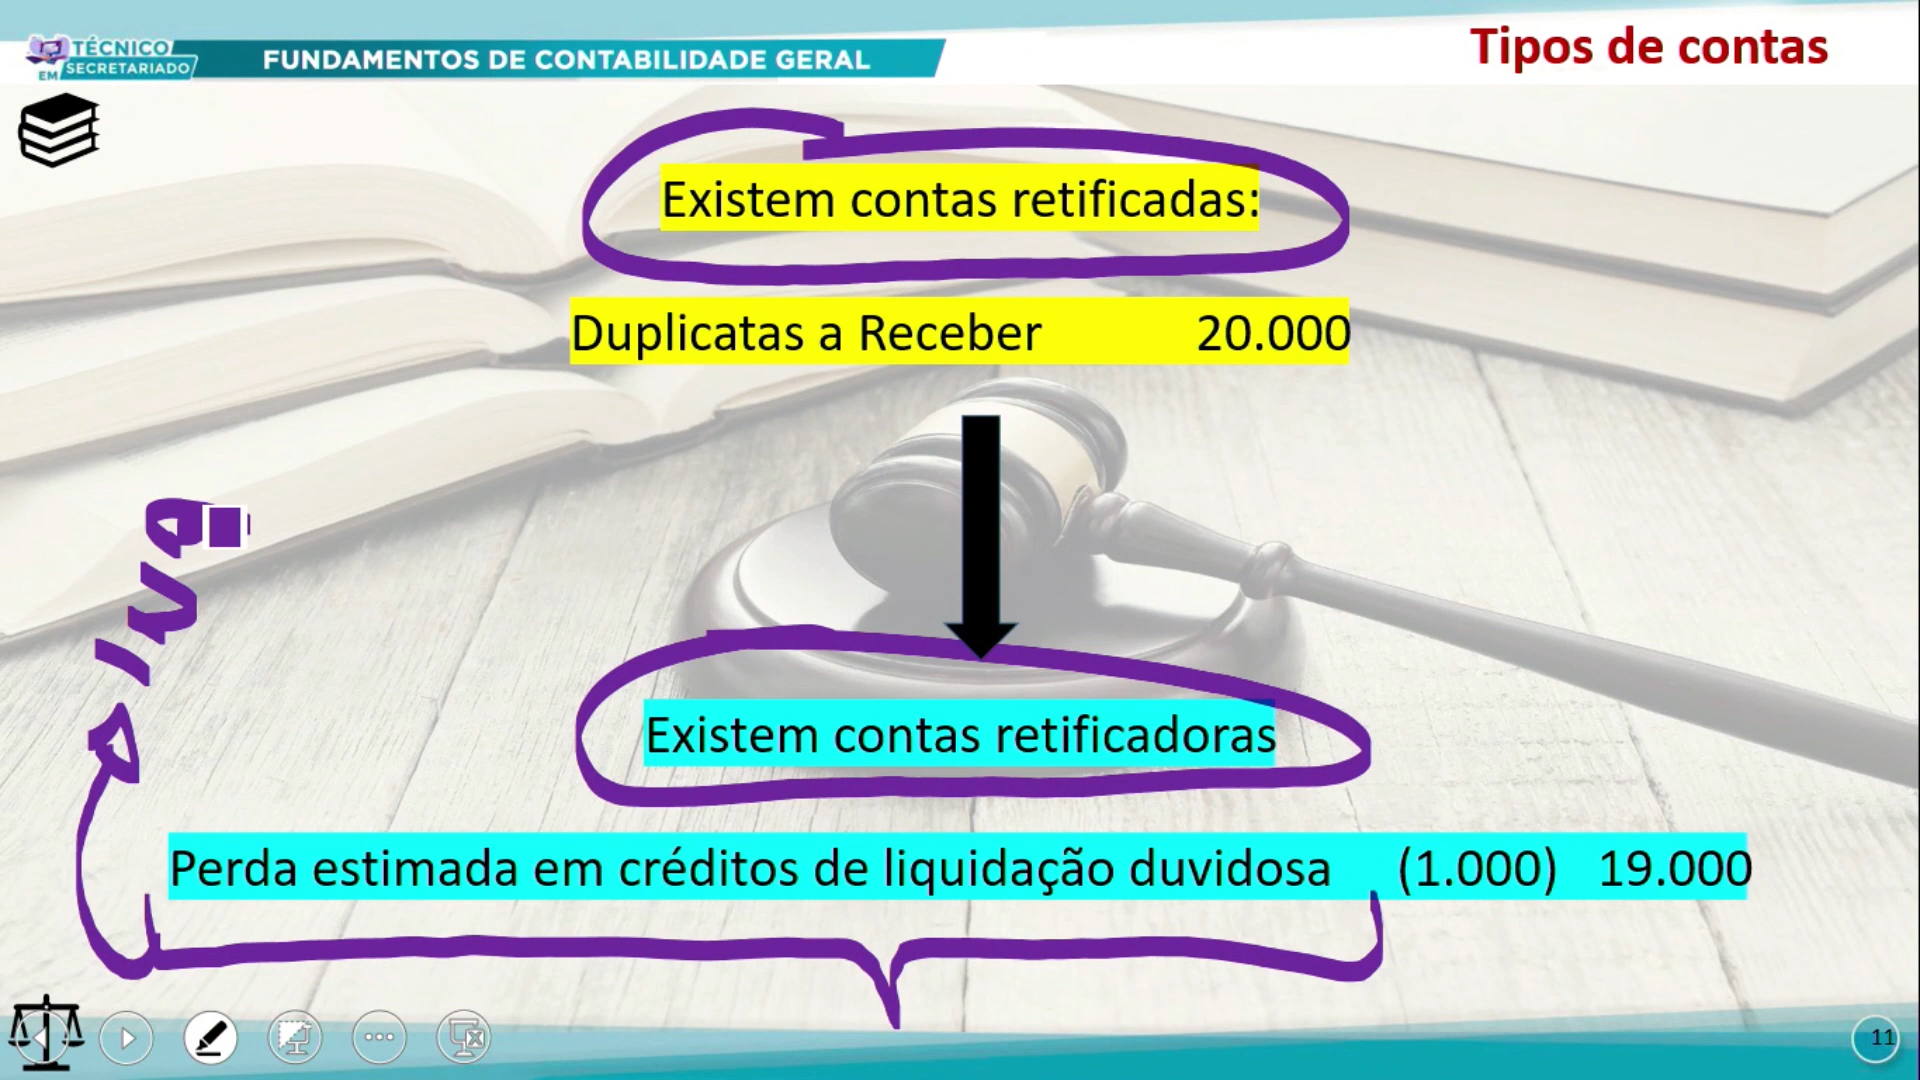 TÉCNICO
EM SECRETARIADO
FUNDAMENTOS DE CONTABILIDADE GERAL
Tipos de contas
Existem contas retificadas:
Duplicatas a Receber 20.000
Existem contas retificadoras
Perda estimada em créditos de liquidação duvidosa (1.000) 19.000
11